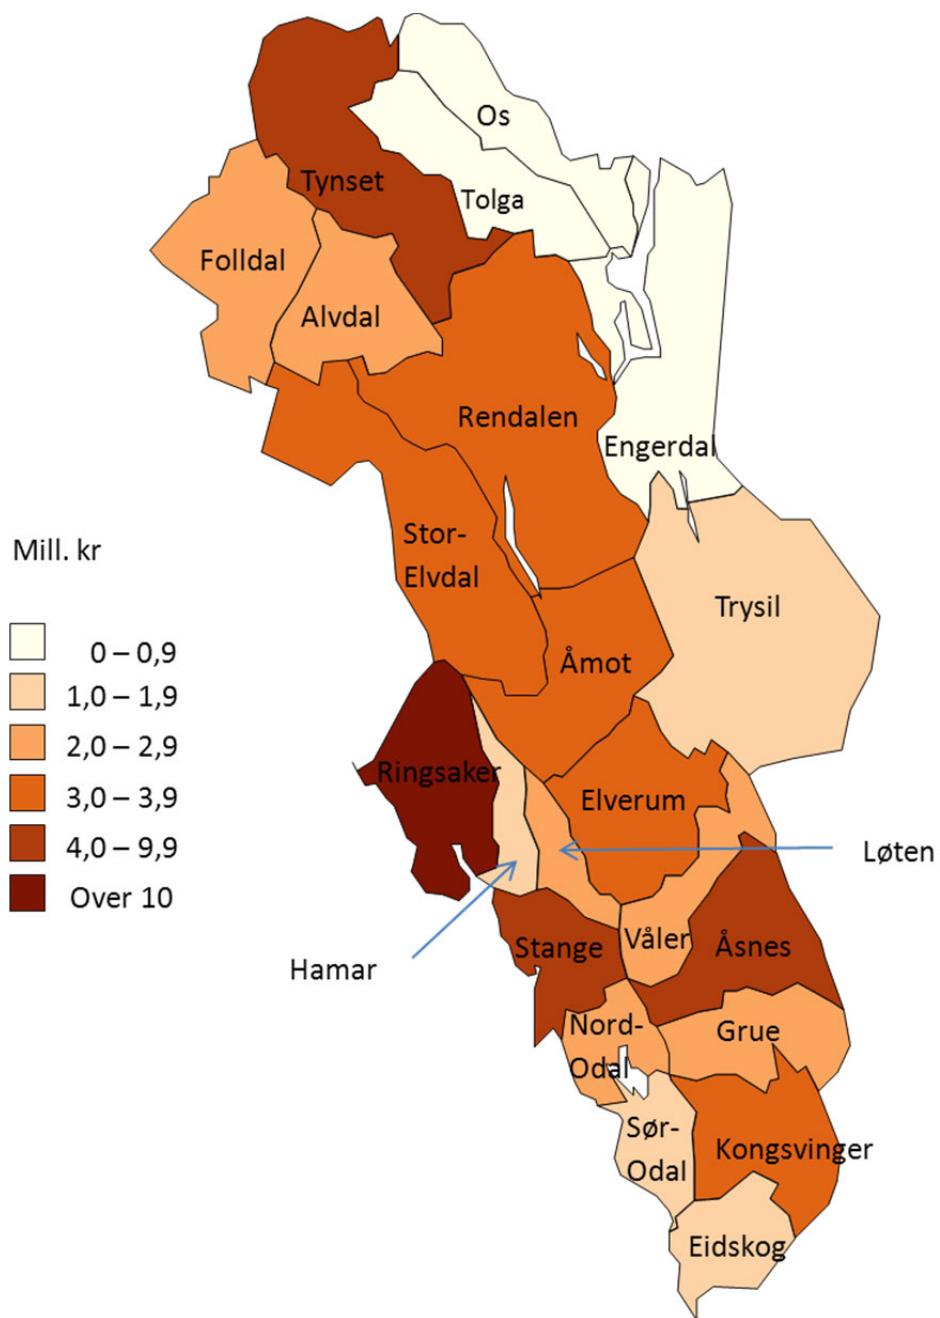 Os
Tynset
Tolga
Folldal
Alvdal
Rendalen
Engerdal
Mill. kr
Stor-
Elvdal
0 – 0,9
1,0 – 1,9
2,0 – 2,9
3,0 – 3,9
4,0 – 9,9
Over 10
Trysil
Åmot
Ringsaker
Elverum
Løten
Hamar
Stange
Våler
Åsnes
Nord-
Odal
Grue
Sør-
Odal
Kongsvinger
Eidskog